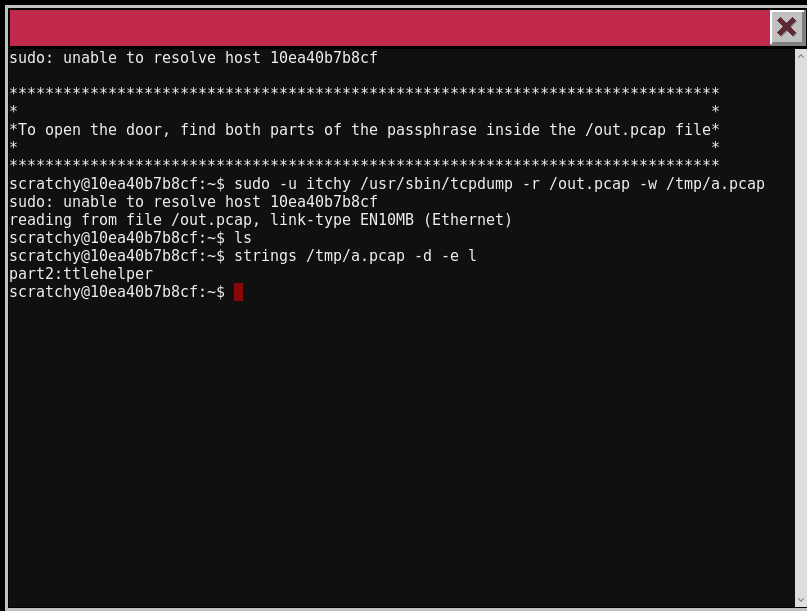 sudo: unable to resolve host 10ea40b7b8cf
*******************************************************************************
*                                                                             *
*To open the door, find both parts of the passphrase inside the /out.pcap file*
*                                                                             *
*******************************************************************************
scratchy@10ea40b7b8cf:~$ sudo -u itchy /usr/sbin/tcpdump -r /out.pcap -w /tmp/a.pcap
sudo: unable to resolve host 10ea40b7b8cf
reading from file /out.pcap, link-type EN10MB (Ethernet)
scratchy@10ea40b7b8cf:~$ ls
scratchy@10ea40b7b8cf:~$ strings /tmp/a.pcap -d -e l
part2:ttlehelper
scratchy@10ea40b7b8cf:~$